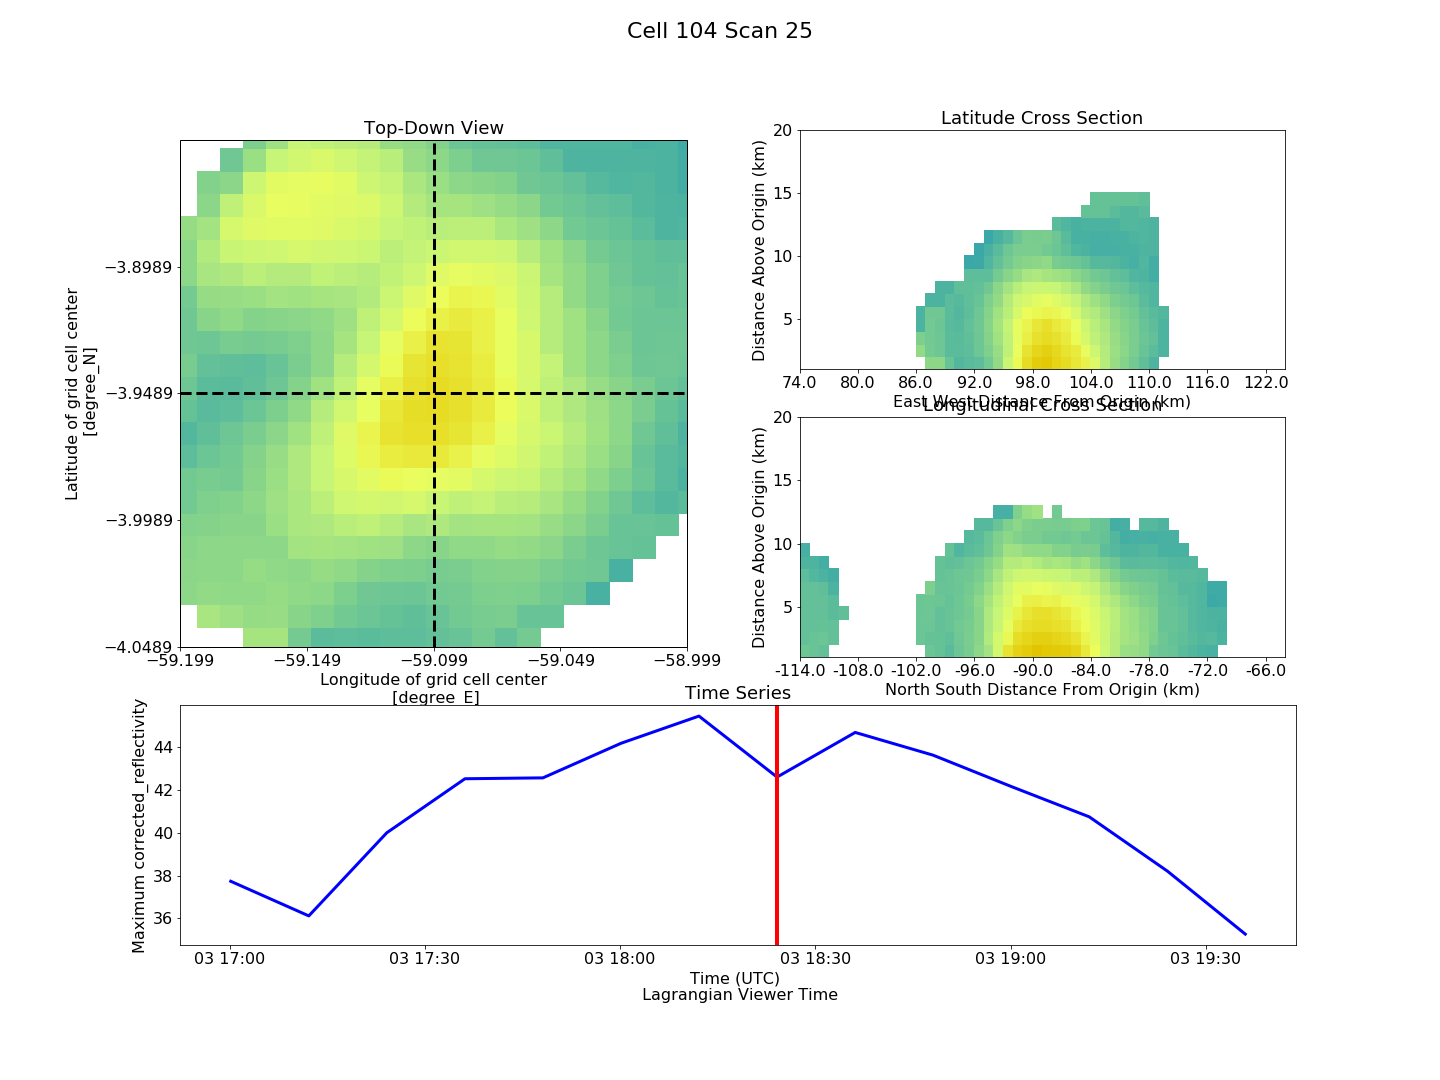 Cell 104 Scan 25
Top-Down View
−3.8989
−3.9489
−3.9989
−4.0489
Latitude of grid cell center
[degree_N]
−59.199
−59.149
−59.099
−59.049
−58.999
Longitude of grid cell center
[degree_E]
Latitude Cross Section
20
15
10
5
Distance Above Origin (km)
74.0
80.0
86.0
92.0
98.0
104.0
110.0
116.0
122.0
East West Distance From Origin (km)
Longitudinal Cross Section
20
15
10
5
Distance Above Origin (km)
-114.0
-108.0
-102.0
-96.0
-90.0
-84.0
-78.0
-72.0
-66.0
North South Distance From Origin (km)
Time Series
44
42
40
38
36
Maximum corrected_reflectivity
03 17:00
03 17:30
03 18:00
03 18:30
03 19:00
03 19:30
Time (UTC)
Lagrangian Viewer Time